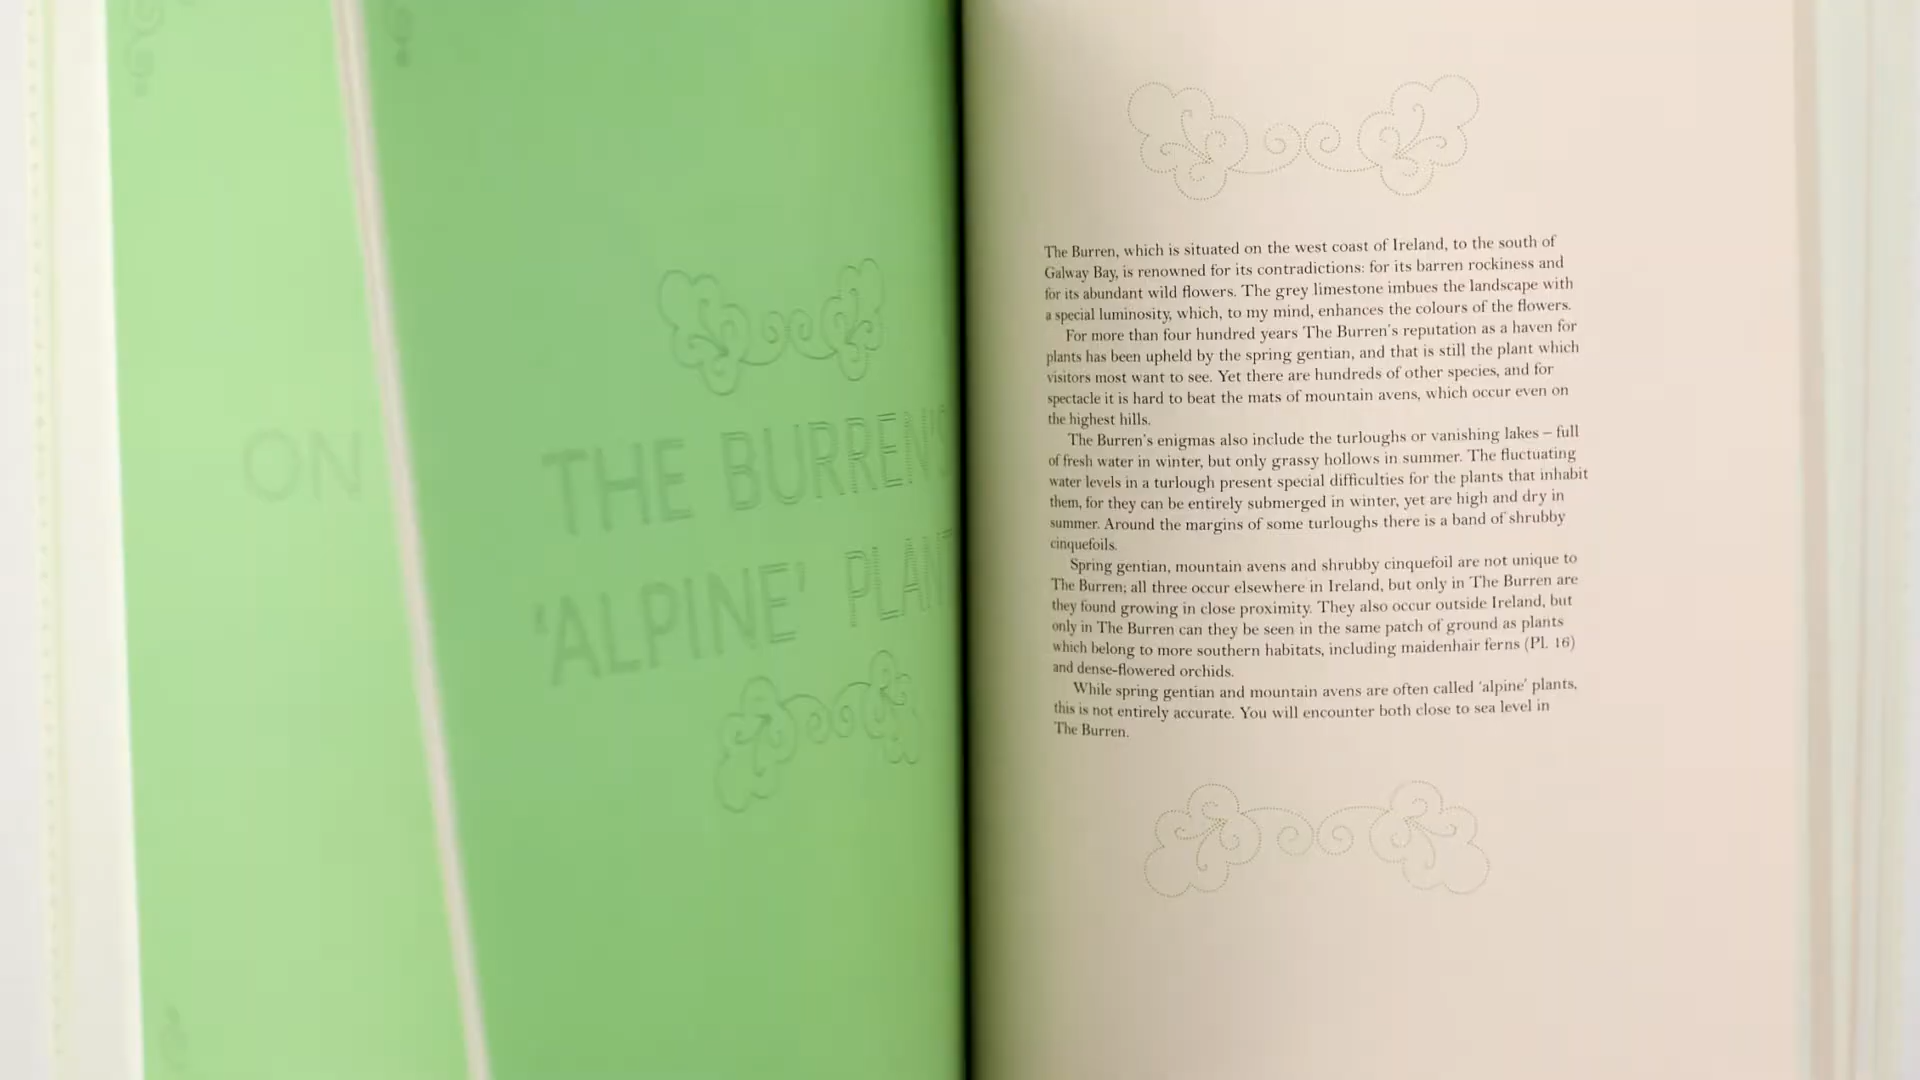 ON
THE BURREN'S
'ALPINE' PLANT
The Burren, which is situated on the west coast of Ireland, to the south of
Galway Bay, is renowned for its contradictions: for its barren rockiness and
for its abundant wild flowers. The grey limestone imbues the landscape with
a special luminosity, which, to my mind, enhances the colours of the flowers.
For more than four hundred years The Burren's reputation as a haven for
plants has been upheld by the spring gentian, and that is still the plant which
visitors most want to see. Yet there are hundreds of other species, and for
spectacle it is hard to beat the mats of mountain avens, which occur even on
the highest hills.
The Burren's enigmas also include the turloughs or vanishing lakes – full
of fresh water in winter, but only grassy hollows in summer. The fluctuating
water levels in a turlough present special difficulties for the plants that inhabit
them, for they can be entirely submerged in winter, yet are high and dry in
summer. Around the margins of some turloughs there is a band of shrubby
cinquefoils.
Spring gentian, mountain avens and shrubby cinquefoil are not unique to
The Burren; all three occur elsewhere in Ireland, but only in The Burren are
they found growing in close proximity. They also occur outside Ireland, but
only in The Burren can they be seen in the same patch of ground as plants
which belong to more southern habitats, including maidenhair ferns (Pl. 16)
and dense-flowered orchids.
While spring gentian and mountain avens are often called 'alpine' plants,
this is not entirely accurate. You will encounter both close to sea level in
The Burren.